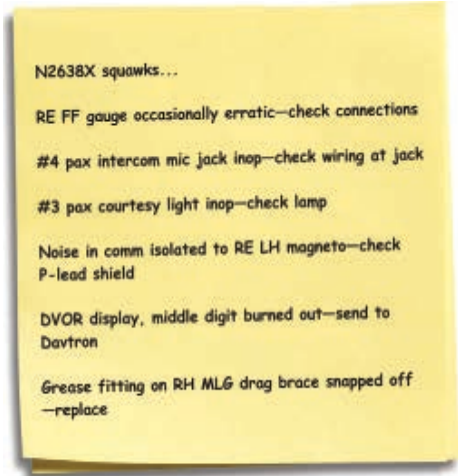 N2638X squawks...
RE FF gauge occasionally erratic—check connections
#4 pax intercom mic jack inop—check wiring at jack
#3 pax courtesy light inop—check lamp
Noise in comm isolated to RE LH magneto—check
P-lead shield
DVOR display, middle digit burned out—send to
Davtron
Grease fitting on RH MLG drag brace snapped off
—replace